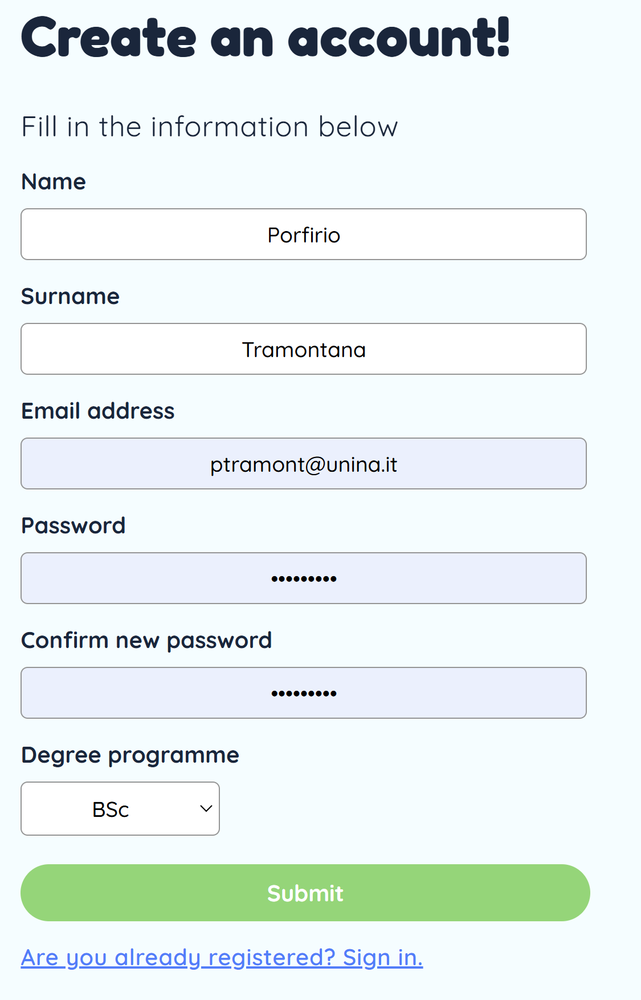 Create an account!
Fill in the information below
Name
Porfirio
Surname
Tramontana
Email address
ptramont@unina.it
Password
•••••••••
Confirm new password
•••••••••
Degree programme
BSc
Submit
Are you already registered? Sign in.